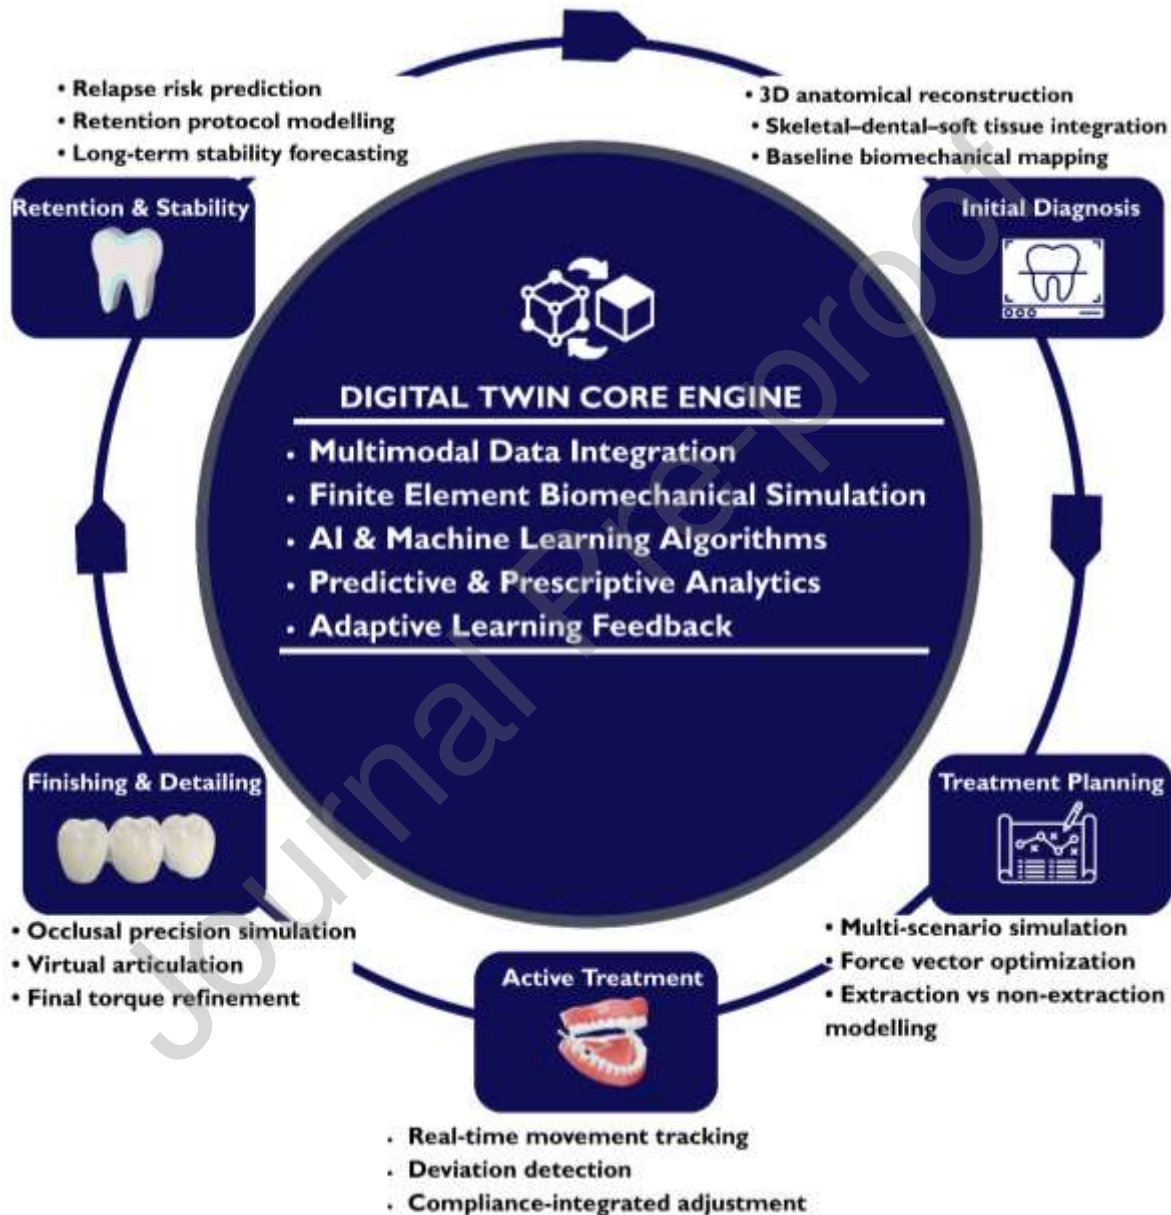 • Relapse risk prediction
• Retention protocol modelling
• Long-term stability forecasting
Retention & Stability
• 3D anatomical reconstruction
• Skeletal–dental–soft tissue integration
• Baseline biomechanical mapping
Initial Diagnosis
DIGITAL TWIN CORE ENGINE
• Multimodal Data Integration
• Finite Element Biomechanical Simulation
• AI & Machine Learning Algorithms
• Predictive & Prescriptive Analytics
• Adaptive Learning Feedback
Finishing & Detailing
• Occlusal precision simulation
• Virtual articulation
• Final torque refinement
Treatment Planning
• Multi-scenario simulation
• Force vector optimization
• Extraction vs non-extraction
modelling
Active Treatment
• Real-time movement tracking
• Deviation detection
• Compliance-integrated adjustment
Journal Pre-proof